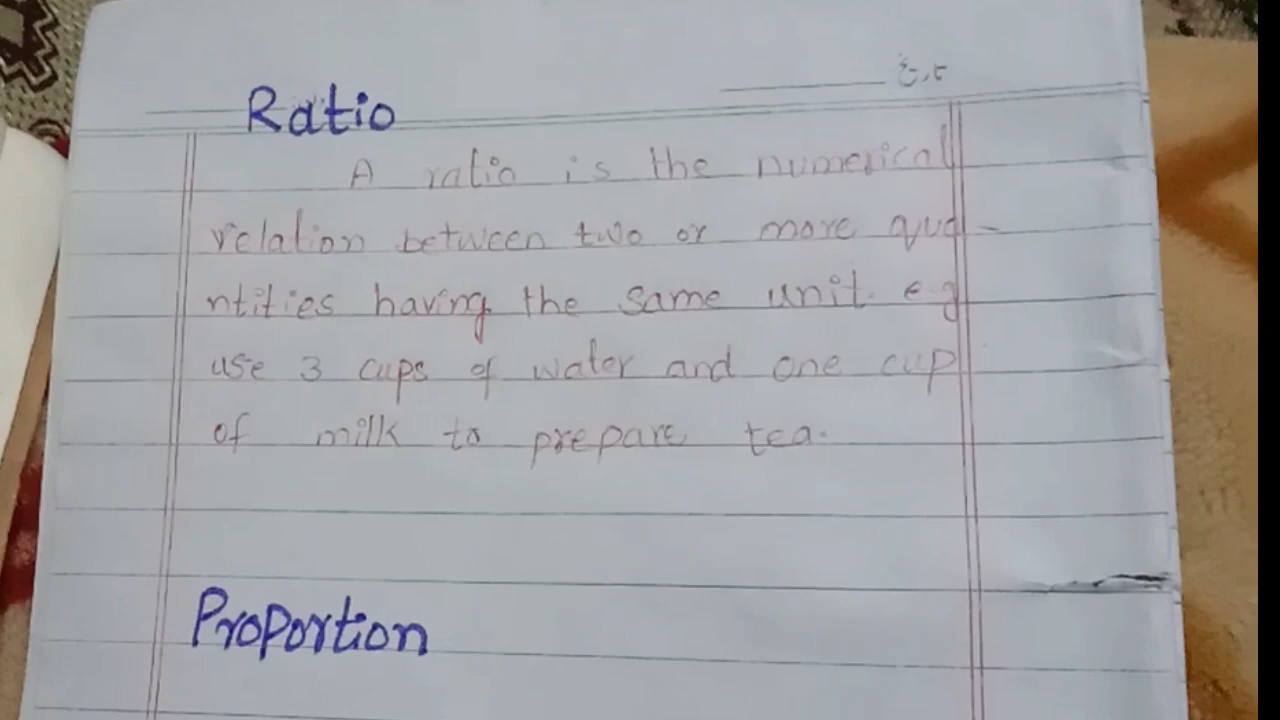 Ratio
A ratio is the numerical
relation between two or more qua-
ntities having the same unit. e.g
use 3 cups of water and one cup
of milk to prepare tea.
Proportion